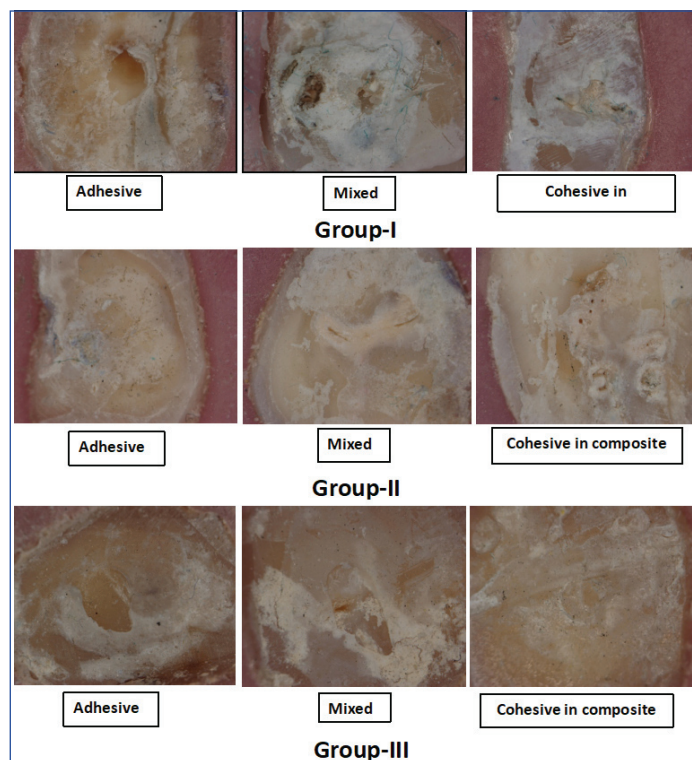 Adhesive
Mixed
Cohesive in
Group-I
Adhesive
Mixed
Cohesive in composite
Group-II
Adhesive
Mixed
Cohesive in composite
Group-III